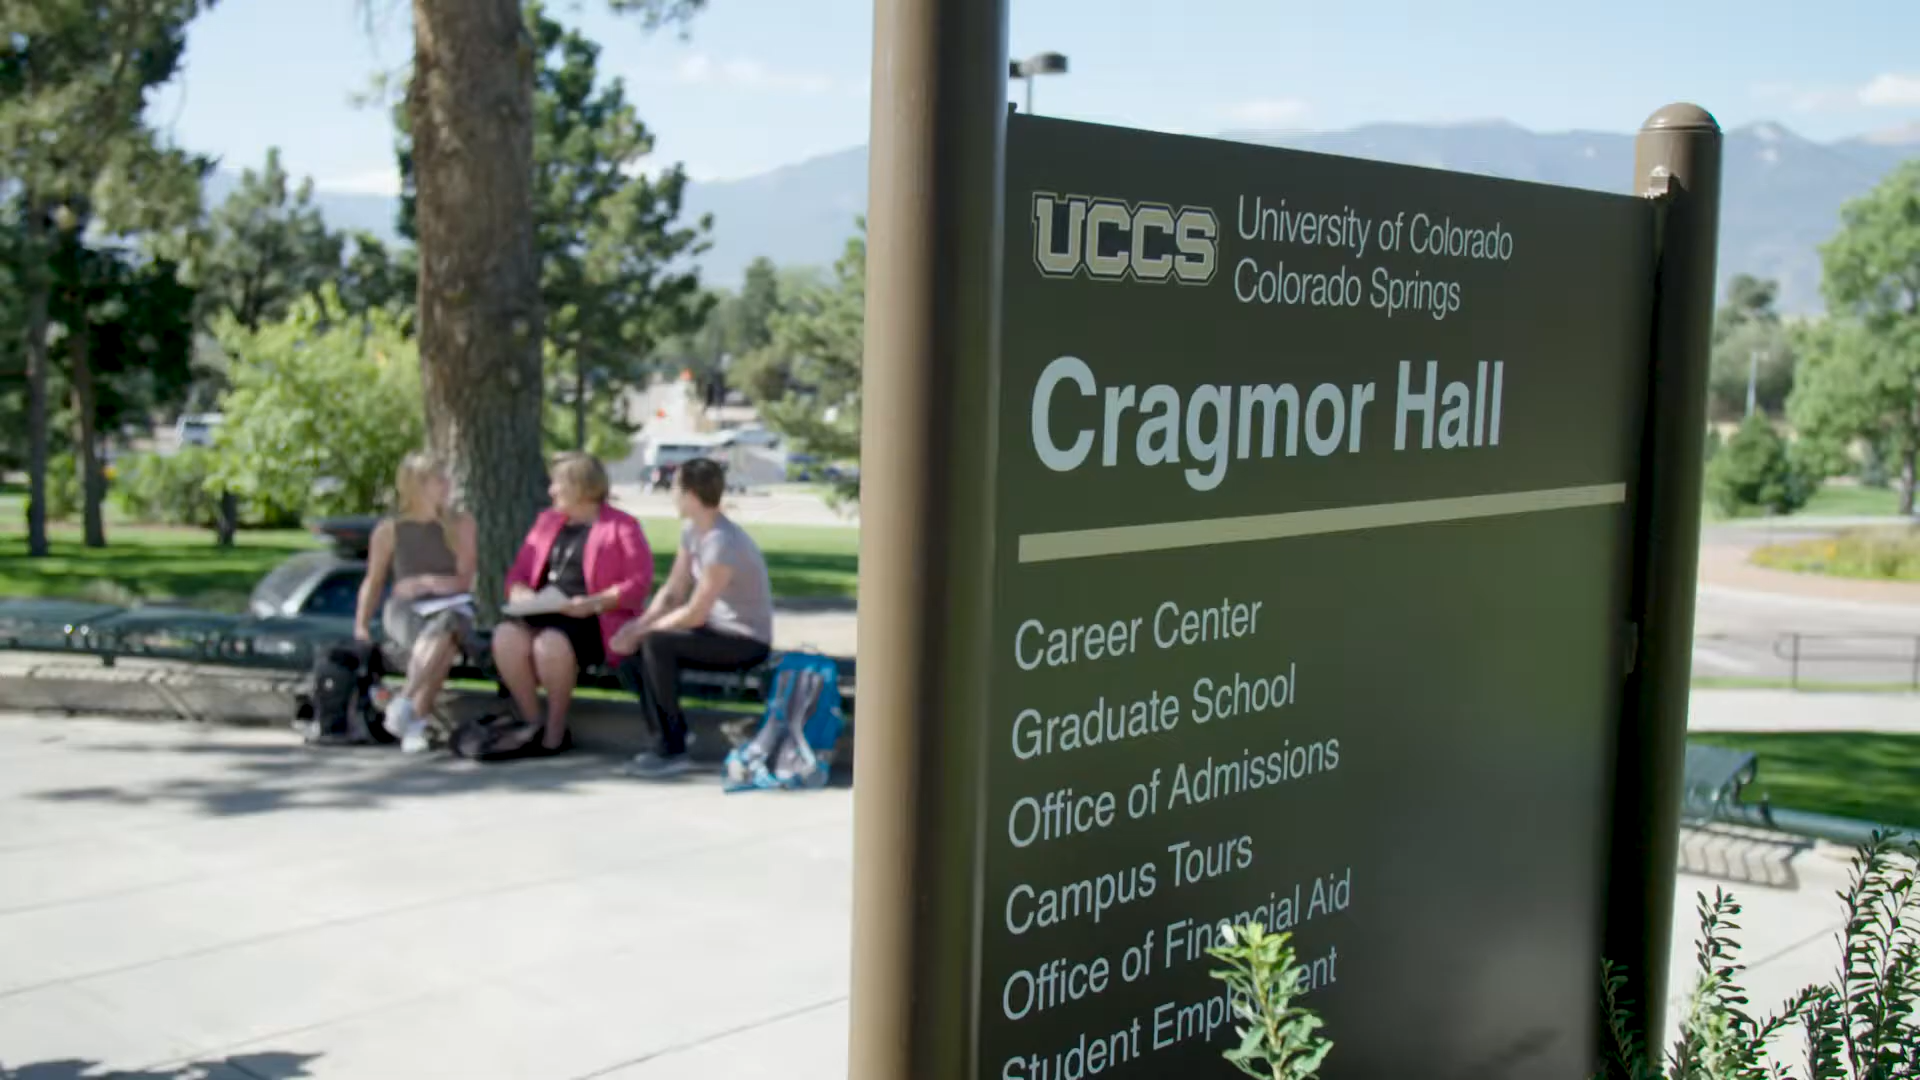 UCCS University of Colorado
Colorado Springs
Cragmor Hall
Career Center
Graduate School
Office of Admissions
Campus Tours
Office of Financial Aid
Student Employment